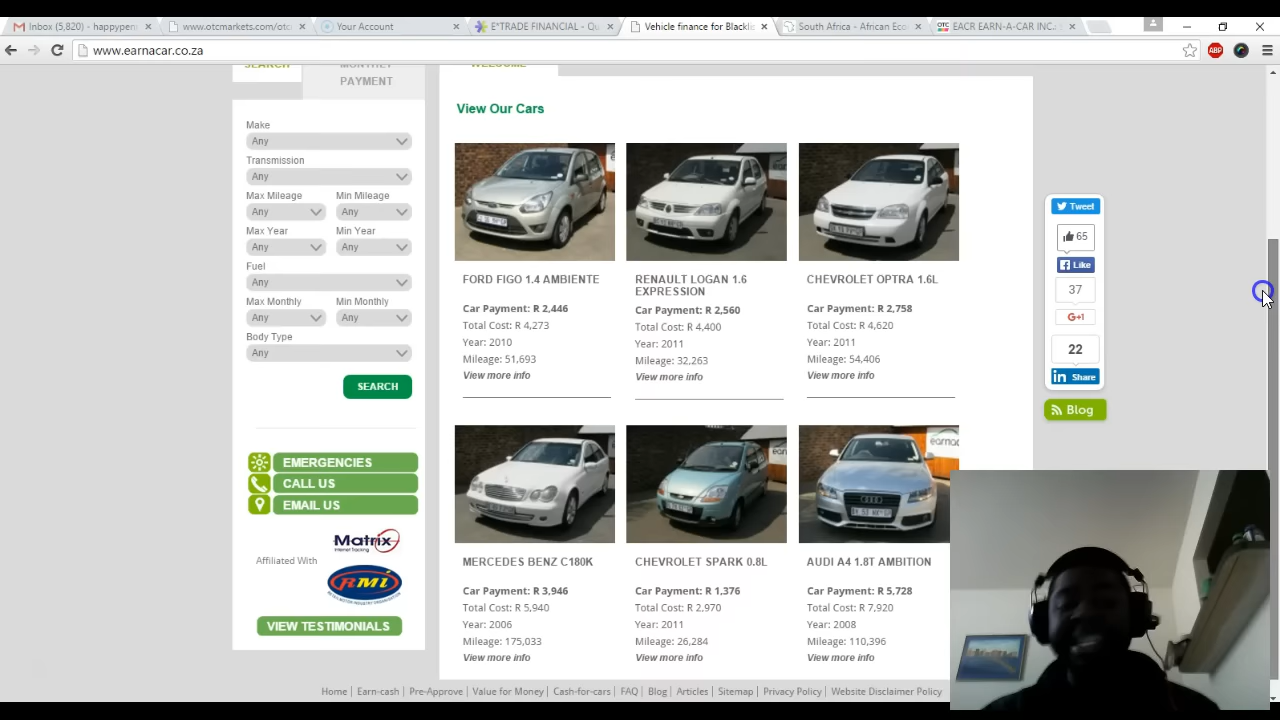 Inbox (5,820) - happypen
www.otcmarkets.com/otc
Your Account
E*TRADE FINANCIAL - Qu
Vehicle finance for Blackli
South Africa - African Eco
EACR EARN-A-CAR INC.:
www.earnacar.co.za
ABP
SEARCH
MONTHLY
PAYMENT
WELCOME
Make
Any
Transmission
Any
Max Mileage Min Mileage
Any Any
Max Year Min Year
Any Any
Fuel
Any
Max Monthly Min Monthly
Any Any
Body Type
Any
SEARCH
EMERGENCIES
CALL US
EMAIL US
Affiliated With
Matrix
RMI
VIEW TESTIMONIALS
View Our Cars
FORD FIGO 1.4 AMBIENTE
Car Payment: R 2,446
Total Cost: R 4,273
Year: 2010
Mileage: 51,693
View more info
RENAULT LOGAN 1.6
EXPRESSION
Car Payment: R 2,560
Total Cost: R 4,400
Year: 2011
Mileage: 32,263
View more info
CHEVROLET OPTRA 1.6L
Car Payment: R 2,758
Total Cost: R 4,620
Year: 2011
Mileage: 54,406
View more info
MERCEDES BENZ C180K
Car Payment: R 3,946
Total Cost: R 5,940
Year: 2006
Mileage: 175,033
View more info
CHEVROLET SPARK 0.8L
Car Payment: R 1,376
Total Cost: R 2,970
Year: 2011
Mileage: 26,284
View more info
AUDI A4 1.8T AMBITION
Car Payment: R 5,728
Total Cost: R 7,920
Year: 2008
Mileage: 110,396
View more info
Tweet
65
Like
37
G+1
22
in Share
Blog
Home | Earn-cash | Pre-Approve | Value for Money | Cash-for-cars | FAQ | Blog | Articles | Sitemap | Privacy Policy | Website Disclaimer Policy